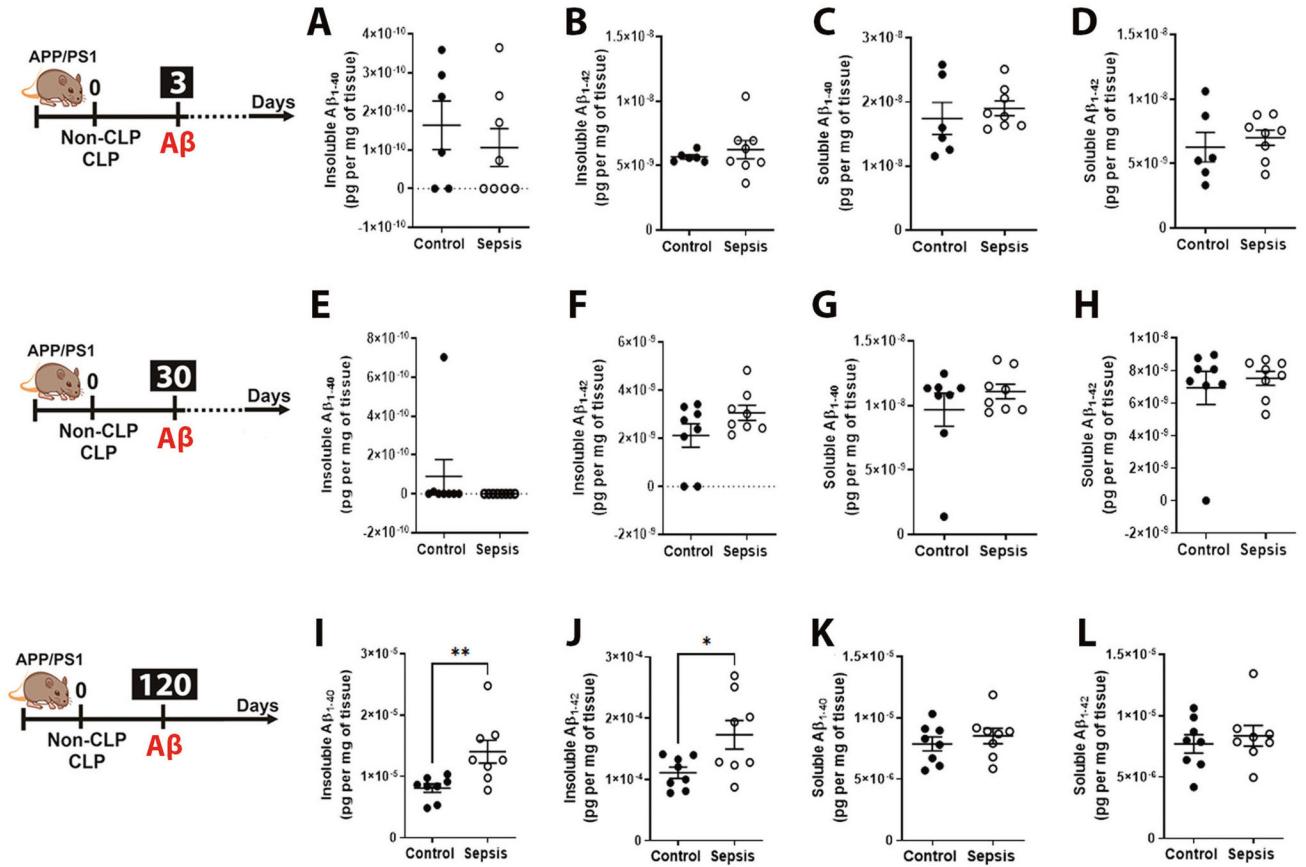 A
APP/PS1
0
3
Days
Non-CLP
CLP
Aβ
Insoluble Aβ1-40
(pg per mg of tissue)
4×10-10
3×10-10
2×10-10
1×10-10
0
-1×10-10
Control Sepsis
B
Insoluble Aβ1-42
(pg per mg of tissue)
1.5×10-8
1×10-8
5×10-9
0
Control Sepsis
C
Soluble Aβ1-40
(pg per mg of tissue)
3×10-8
2×10-8
1×10-8
0
Control Sepsis
D
Soluble Aβ1-42
(pg per mg of tissue)
1.5×10-8
1×10-8
5×10-9
0
Control Sepsis
E
APP/PS1
0
30
Days
Non-CLP
CLP
Aβ
Insoluble Aβ1-40
(pg per mg of tissue)
8×10-10
6×10-10
4×10-10
2×10-10
0
-2×10-10
Control Sepsis
F
Insoluble Aβ1-42
(pg per mg of tissue)
6×10-9
4×10-9
2×10-9
0
-2×10-9
Control Sepsis
G
Soluble Aβ1-40
(pg per mg of tissue)
1.5×10-8
1×10-8
5×10-9
0
Control Sepsis
H
Soluble Aβ1-42
(pg per mg of tissue)
1×10-8
8×10-9
6×10-9
4×10-9
2×10-9
0
-2×10-9
Control Sepsis
I
APP/PS1
0
120
Days
Non-CLP
CLP
Aβ
Insoluble Aβ1-40
(pg per mg of tissue)
3×10-5
2×10-5
1×10-5
0
**
Control Sepsis
J
Insoluble Aβ1-42
(pg per mg of tissue)
3×10-4
2×10-4
1×10-4
0
*
Control Sepsis
K
Soluble Aβ1-40
(pg per mg of tissue)
1.5×10-5
1×10-5
5×10-6
0
Control Sepsis
L
Soluble Aβ1-42
(pg per mg of tissue)
1.5×10-5
1×10-5
5×10-6
0
Control Sepsis